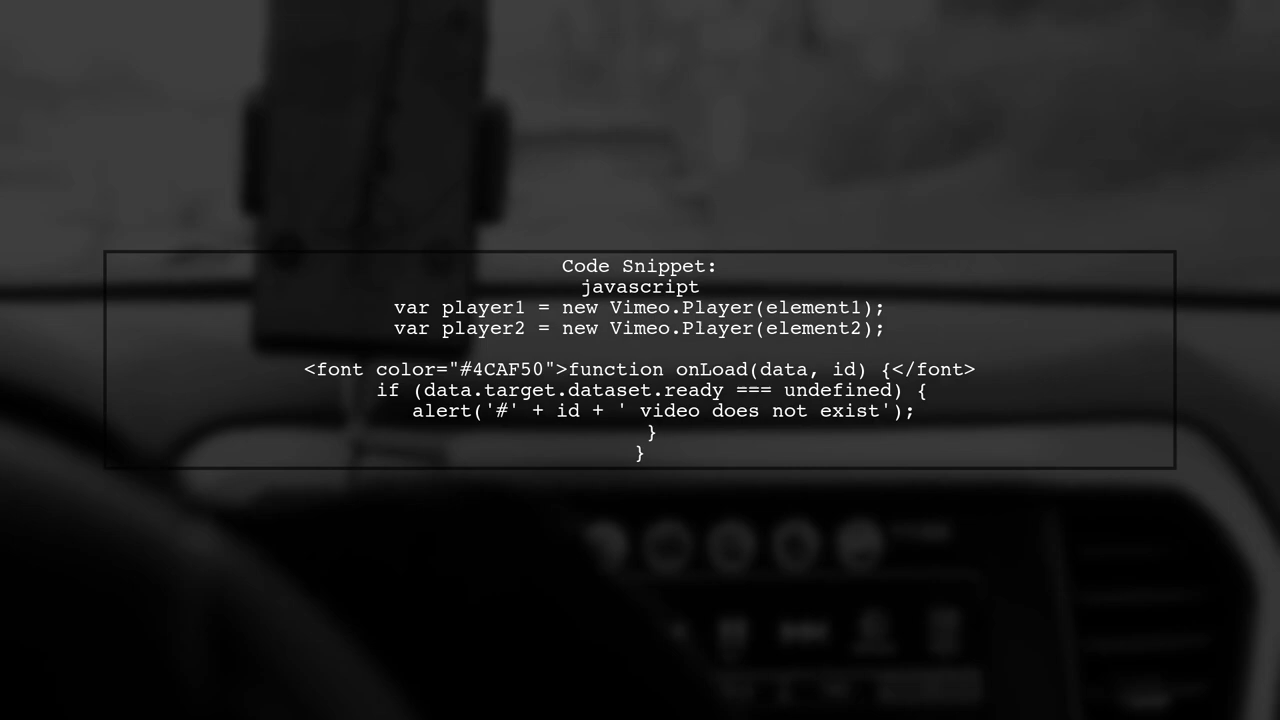 Code Snippet:
javascript
var player1 = new Vimeo.Player(element1);
var player2 = new Vimeo.Player(element2);
<font color="#4CAF50">function onLoad(data, id) {</font>
if (data.target.dataset.ready === undefined) {
alert('#' + id + ' video does not exist');
}
}